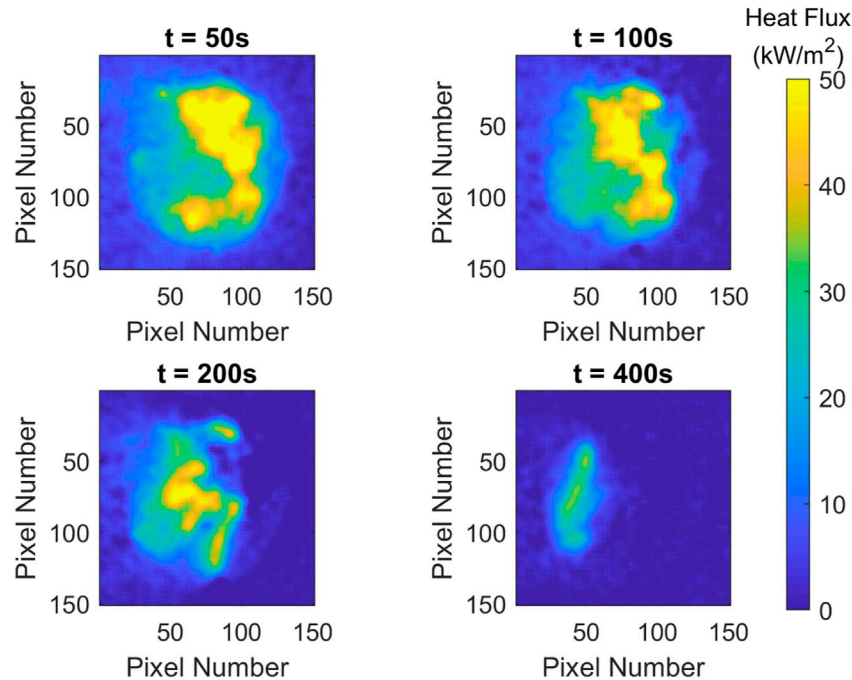 t = 50s
50
100
150
50 100 150
Pixel Number
Pixel Number
t = 100s
50
100
150
50 100 150
Pixel Number
Pixel Number
Heat Flux
(kW/m²)
50
40
30
20
10
0
t = 200s
50
100
150
50 100 150
Pixel Number
Pixel Number
t = 400s
50
100
150
50 100 150
Pixel Number
Pixel Number